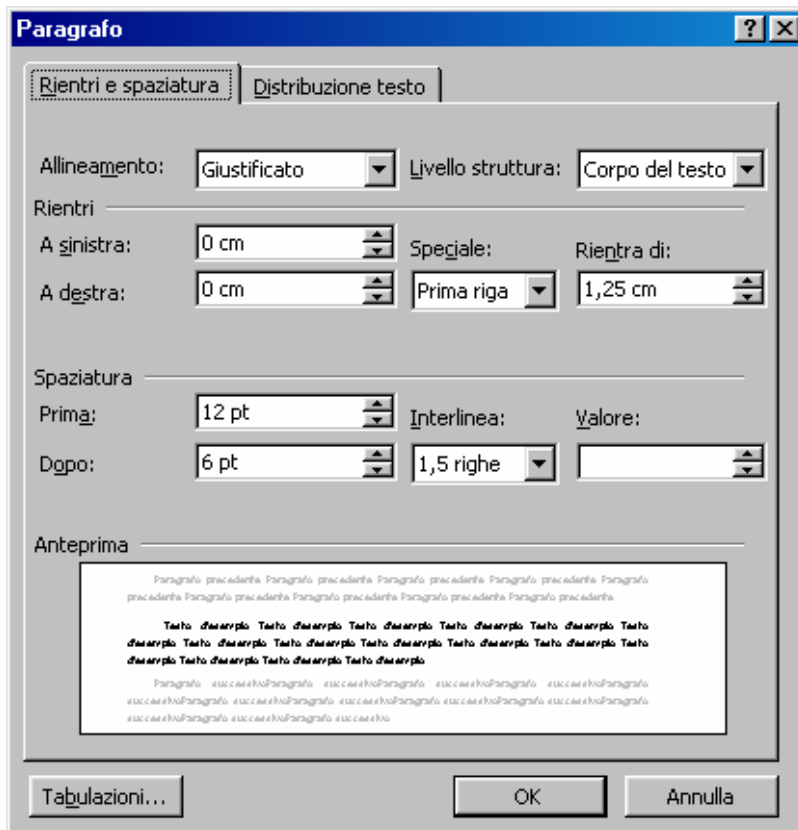 Paragrafo
Rientri e spaziatura
Distribuzione testo
Allineamento: Giustificato Livello struttura: Corpo del testo
Rientri
A sinistra: 0 cm Speciale: Rientra di:
A destra: 0 cm Prima riga 1,25 cm
Spaziatura
Prima: 12 pt Interlinea: Valore:
Dopo: 6 pt 1,5 righe
Anteprima
Paragrafo precedente Paragrafo precedente Paragrafo precedente Paragrafo precedente Paragrafo
precedente Paragrafo precedente Paragrafo precedente Paragrafo precedente Paragrafo precedente
Testo d'esempio Testo d'esempio Testo d'esempio Testo d'esempio Testo d'esempio Testo
d'esempio Testo d'esempio Testo d'esempio Testo d'esempio Testo d'esempio Testo d'esempio Testo
d'esempio Testo d'esempio Testo d'esempio Testo d'esempio
Paragrafo successivoParagrafo successivoParagrafo successivoParagrafo successivoParagrafo
successivoParagrafo successivoParagrafo successivoParagrafo successivoParagrafo
successivoParagrafo successivoParagrafo successivo
Tabulazioni... OK Annulla